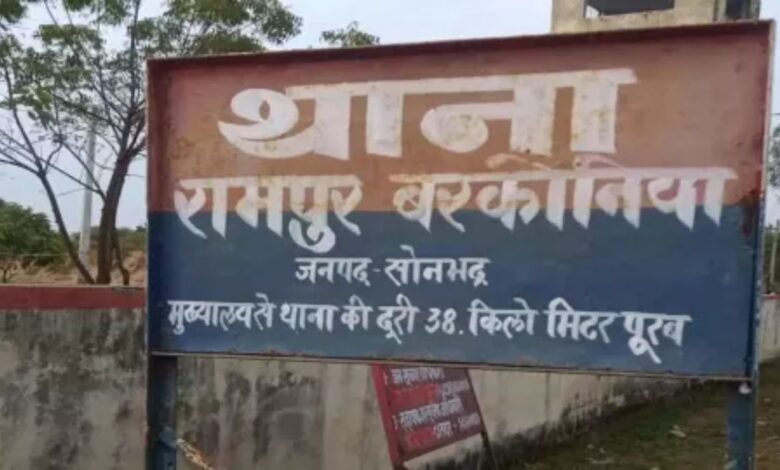 थाना
रामपुर बरकोनिया
जनपद-सोनभद्र
मुख्यालय से थाना की दूरी 38. किलो मिटर पूरब